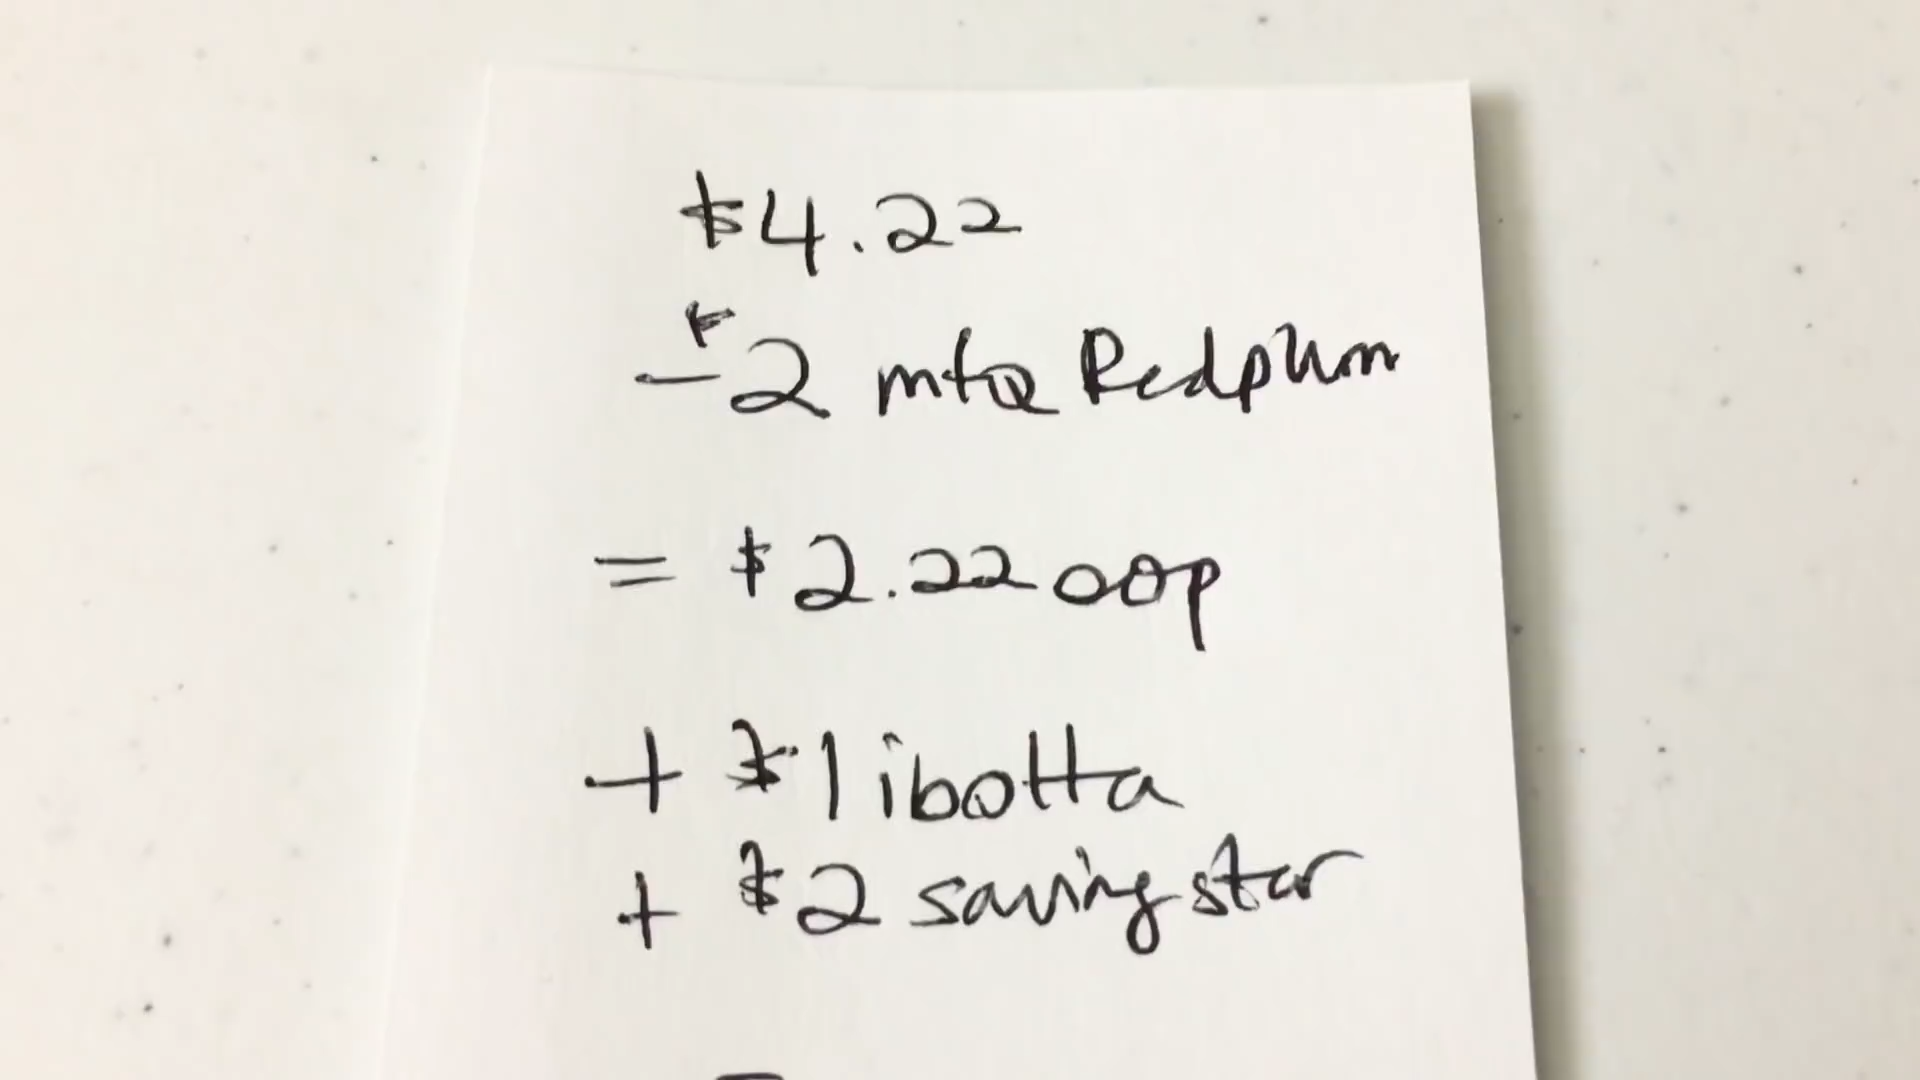 $4.22
- $2 mfq Redplum
= $2.22 oop
+ $1 ibotta
+ $2 savingstar